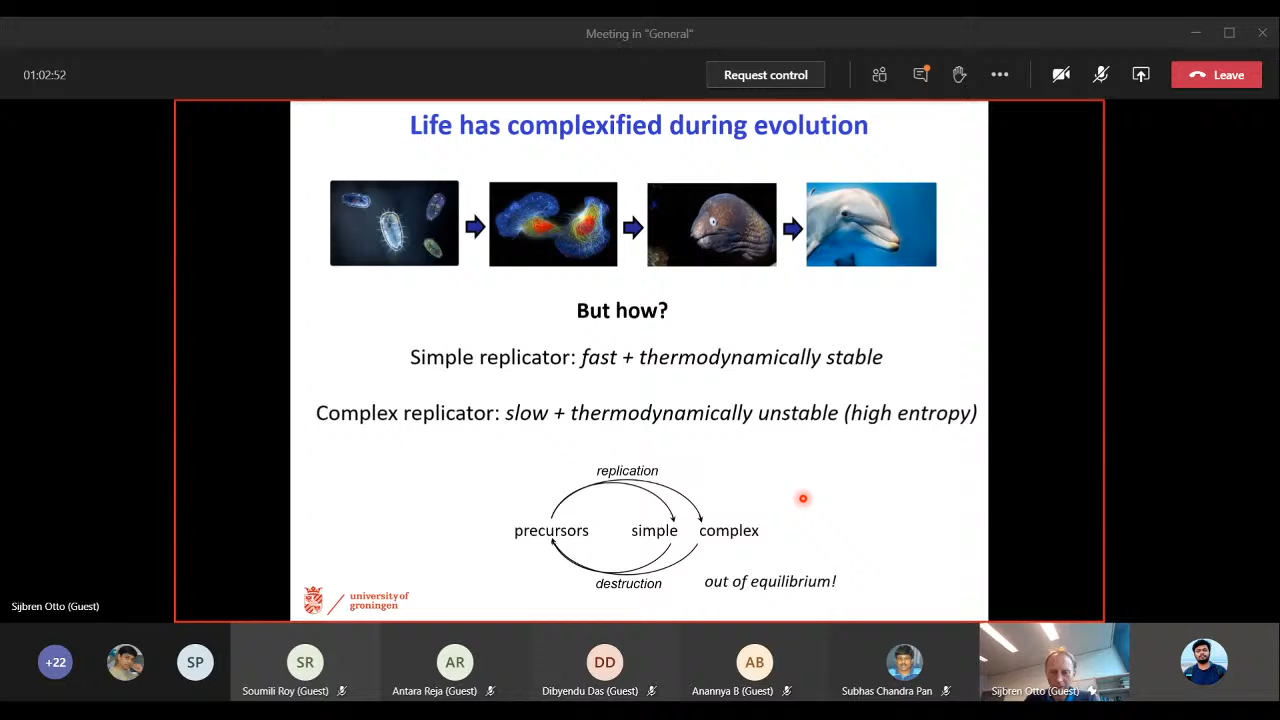 Meeting in "General"
01:02:52
Request control
Leave
Life has complexified during evolution
But how?
Simple replicator: fast + thermodynamically stable
Complex replicator: slow + thermodynamically unstable (high entropy)
replication
precursors simple complex
destruction
out of equilibrium!
university of
groningen
Sijbren Otto (Guest)
+22
SP
SR
AR
DD
AB
Soumili Roy (Guest)
Antara Reja (Guest)
Dibyendu Das (Guest)
Anannya B (Guest)
Subhas Chandra Pan
Sijbren Otto (Guest)